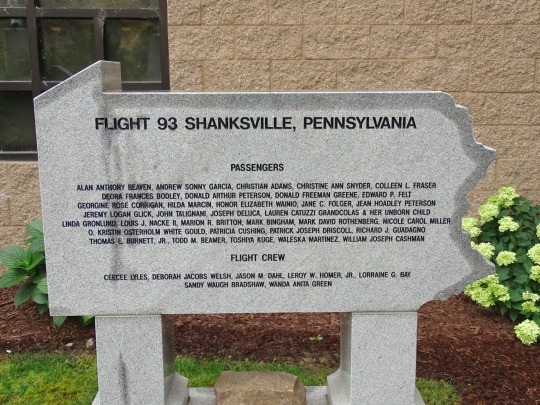 FLIGHT 93 SHANKSVILLE, PENNSYLVANIA
PASSENGERS
ALAN ANTHONY BEAVEN, ANDREW SONNY GARCIA, CHRISTIAN ADAMS, CHRISTINE ANN SNYDER, COLLEEN L. FRASER
DEORA FRANCES BODLEY, DONALD ARTHUR PETERSON, DONALD FREEMAN GREENE, EDWARD P. FELT
GEORGINE ROSE CORRIGAN, HILDA MARCIN, HONOR ELIZABETH WAINIO, JANE C. FOLGER, JEAN HOADLEY PETERSON
JEREMY LOGAN GLICK, JOHN TALIGNANI, JOSEPH DELUCA, LAUREN CATUZZI GRANDCOLAS & HER UNBORN CHILD
LINDA GRONLUND, LOUIS J. NACKE II, MARION R. BRITTON, MARK BINGHAM, MARK DAVID ROTHENBERG, NICOLE CAROL MILLER
O. KRISTIN OSTERHOLM WHITE GOULD, PATRICIA CUSHING, PATRICK JOSEPH DRISCOLL, RICHARD J. GUADAGNO
THOMAS E. BURNETT, JR., TODD M. BEAMER, TOSHIYA KUGE, WALESKA MARTINEZ, WILLIAM JOSEPH CASHMAN
FLIGHT CREW
CEECEE LYLES, DEBORAH JACOBS WELSH, JASON M. DAHL, LEROY W. HOMER, JR., LORRAINE G. BAY
SANDY WAUGH BRADSHAW, WANDA ANITA GREEN